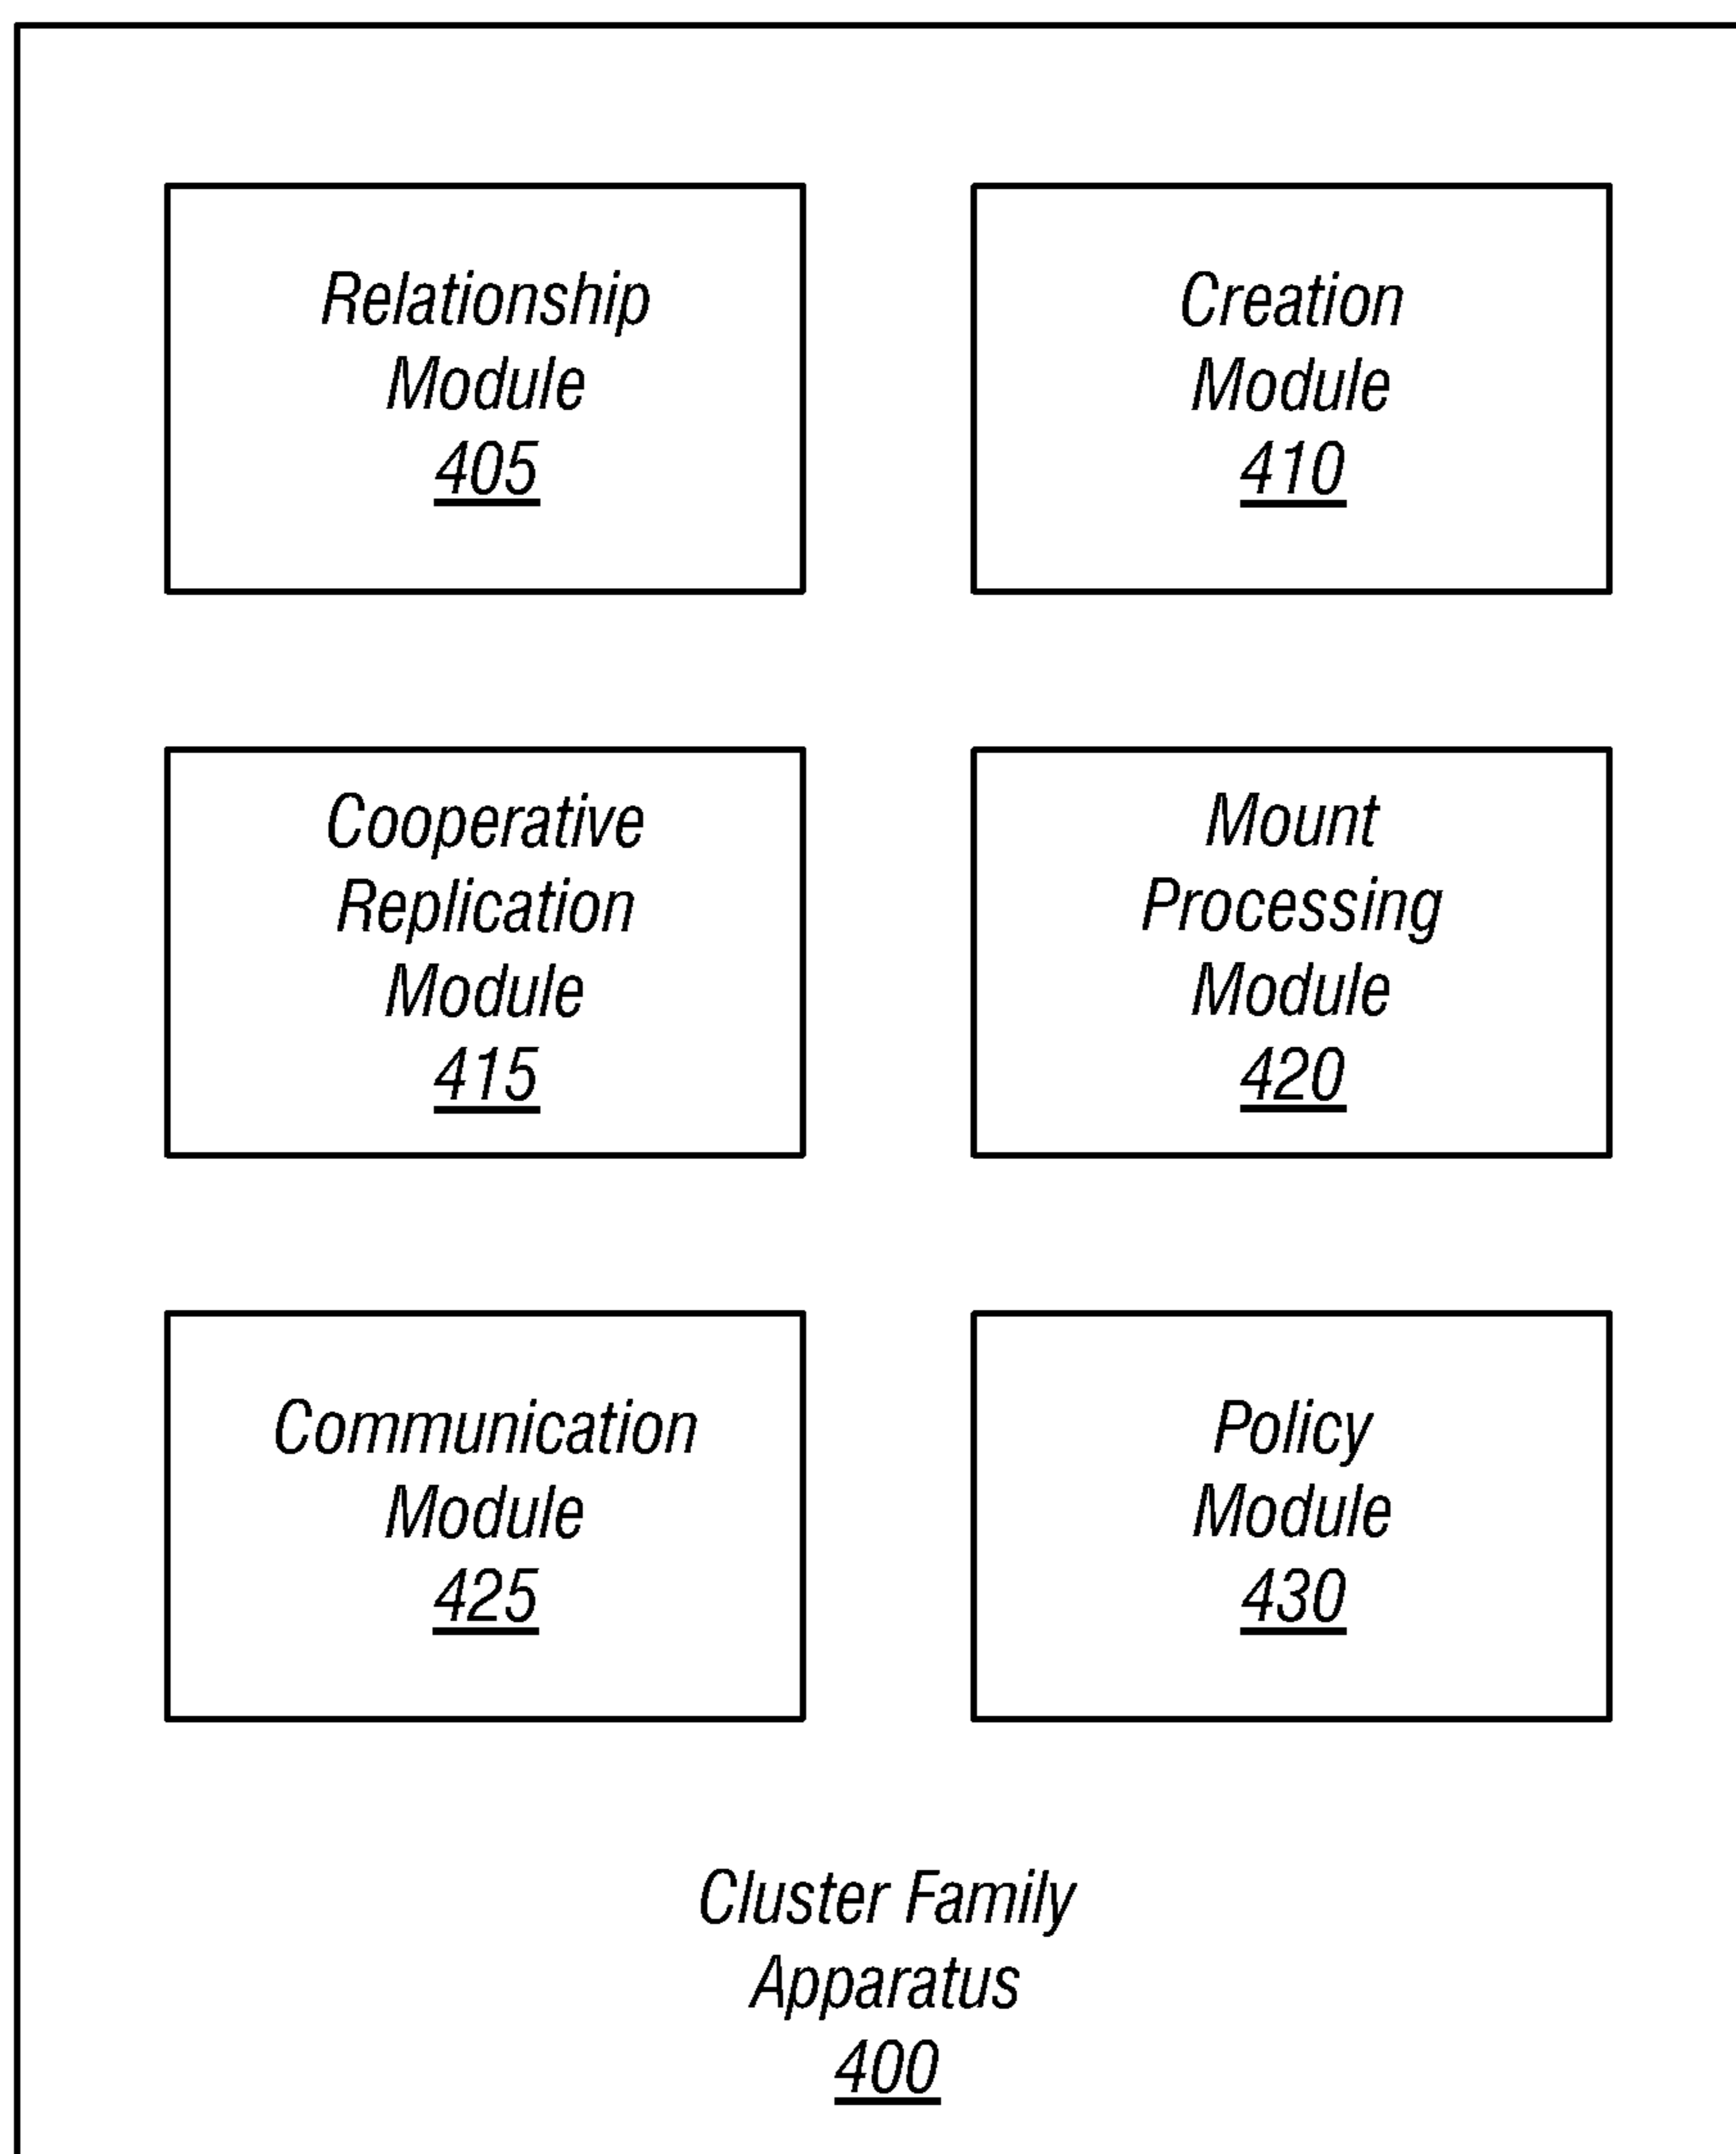 Relationship
Module
405
Creation
Module
410
Cooperative
Replication
Module
415
Mount
Processing
Module
420
Communication
Module
425
Policy
Module
430
Cluster Family
Apparatus
400